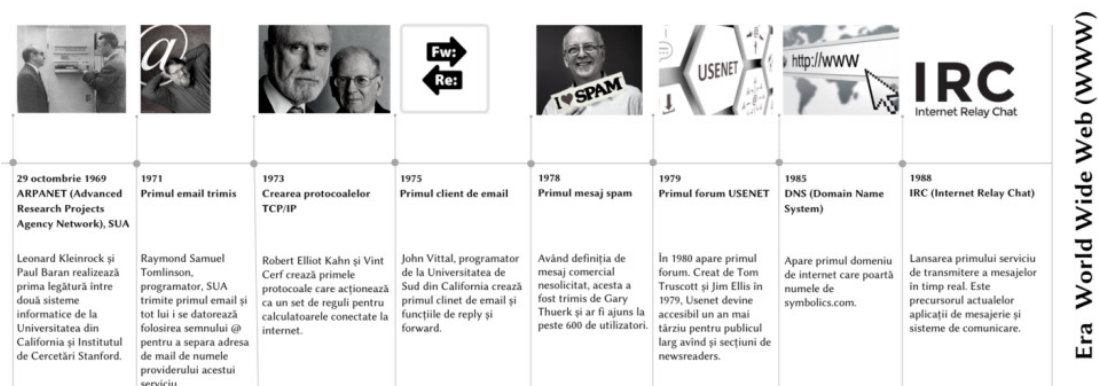 Fw:
Re:
I ♥ SPAM
USENET
http://www
IRC
Internet Relay Chat
29 octombrie 1969
ARPANET (Advanced
Research Projects
Agency Network), SUA
Leonard Kleinrock și
Paul Baran realizează
prima legătură între
două sisteme
informatice de la
Universitatea din
California și Institutul
de Cercetări Stanford.
1971
Primul email trimis
Raymond Samuel
Tomlinson,
programator, SUA
trimite primul email și
tot lui i se datorează
folosirea semnului @
pentru a separa adresa
de mail de numele
providerului acestui
serviciu.
1973
Crearea protocoalelor
TCP/IP
Robert Elliot Kahn și Vint
Cerf crează primele
protocoale care acționează
ca un set de reguli pentru
calculatoarele conectate la
internet.
1975
Primul client de email
John Vittal, programator
de la Universitatea de
Sud din California crează
primul clinet de email și
funcțiile de reply și
forward.
1978
Primul mesaj spam
Având definiția de
mesaj comercial
nesolicitat, acesta a
fost trimis de Gary
Thuerk și ar fi ajuns la
peste 600 de utilizatori.
1979
Primul forum USENET
În 1980 apare primul
forum. Creat de Tom
Truscott și Jim Ellis în
1979, Usenet devine
accesibil un an mai
târziu pentru publicul
larg avînd și secțiuni de
newsreaders.
1985
DNS (Domain Name
System)
Apare primul domeniu
de internet care poartă
numele de
symbolics.com.
1988
IRC (Internet Relay Chat)
Lansarea primului serviciu
de transmitere a mesajelor
în timp real. Este
precursorul actualelor
aplicații de mesajerie și
sisteme de comunicare.
Era World Wide Web (WWW)